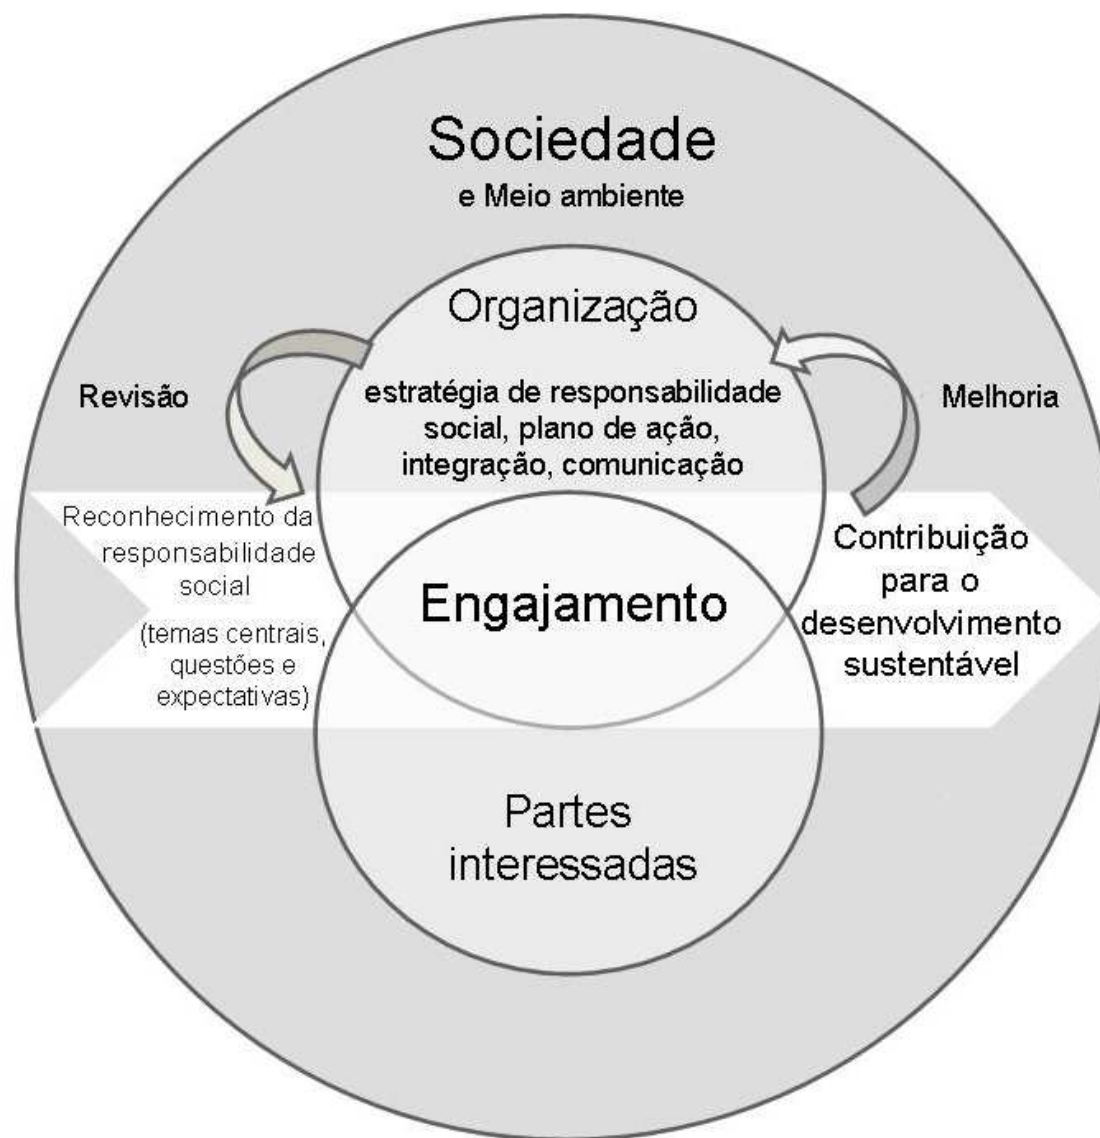 Sociedade
e Meio ambiente
Organização
estratégia de responsabilidade
social, plano de ação,
integração, comunicação
Revisão
Melhoria
Reconhecimento da
responsabilidade
social
(temas centrais,
questões e
expectativas)
Engajamento
Contribuição
para o
desenvolvimento
sustentável
Partes
interessadas